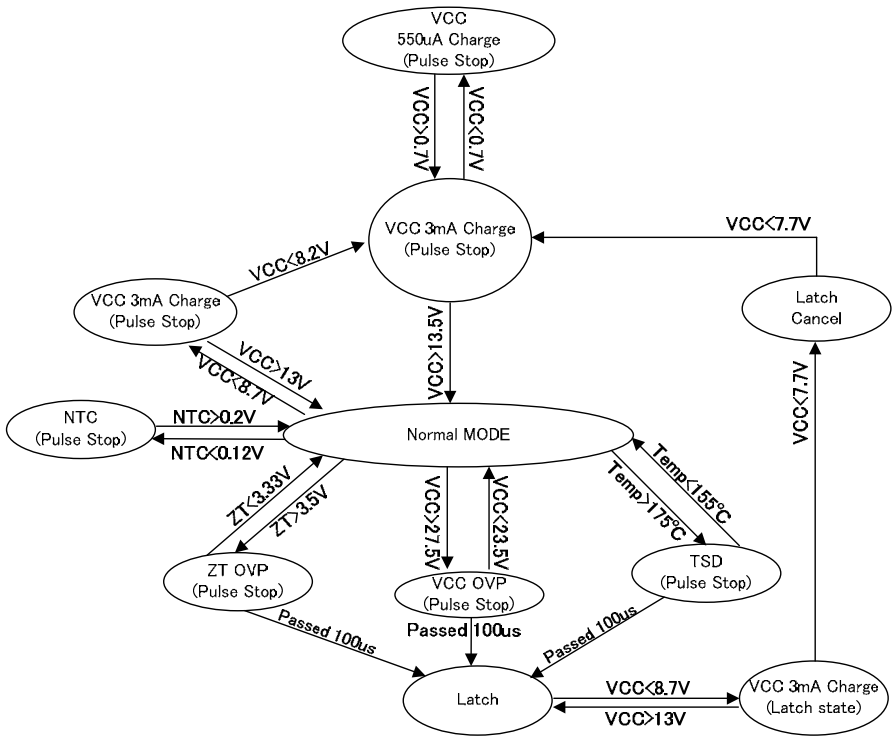 VCC
550uA Charge
(Pulse Stop)
VCC>0.7V
VCC<0.7V
VCC 3mA Charge
(Pulse Stop)
VCC<7.7V
VCC<8.2V
VCC 3mA Charge
(Pulse Stop)
Latch
Cancel
VCC>13.5V
VCC>13V
VCC<8.7V
VCC<7.7V
NTC
(Pulse Stop)
NTC>0.2V
NTC<0.12V
Normal MODE
ZT<3.33V
ZT>3.5V
VCC>27.5V
VCC<23.5V
Temp<155℃
Temp>175℃
ZT OVP
(Pulse Stop)
VCC OVP
(Pulse Stop)
TSD
(Pulse Stop)
Passed 100us
Passed 100us
Passed 100us
Latch
VCC<8.7V
VCC>13V
VCC 3mA Charge
(Latch state)